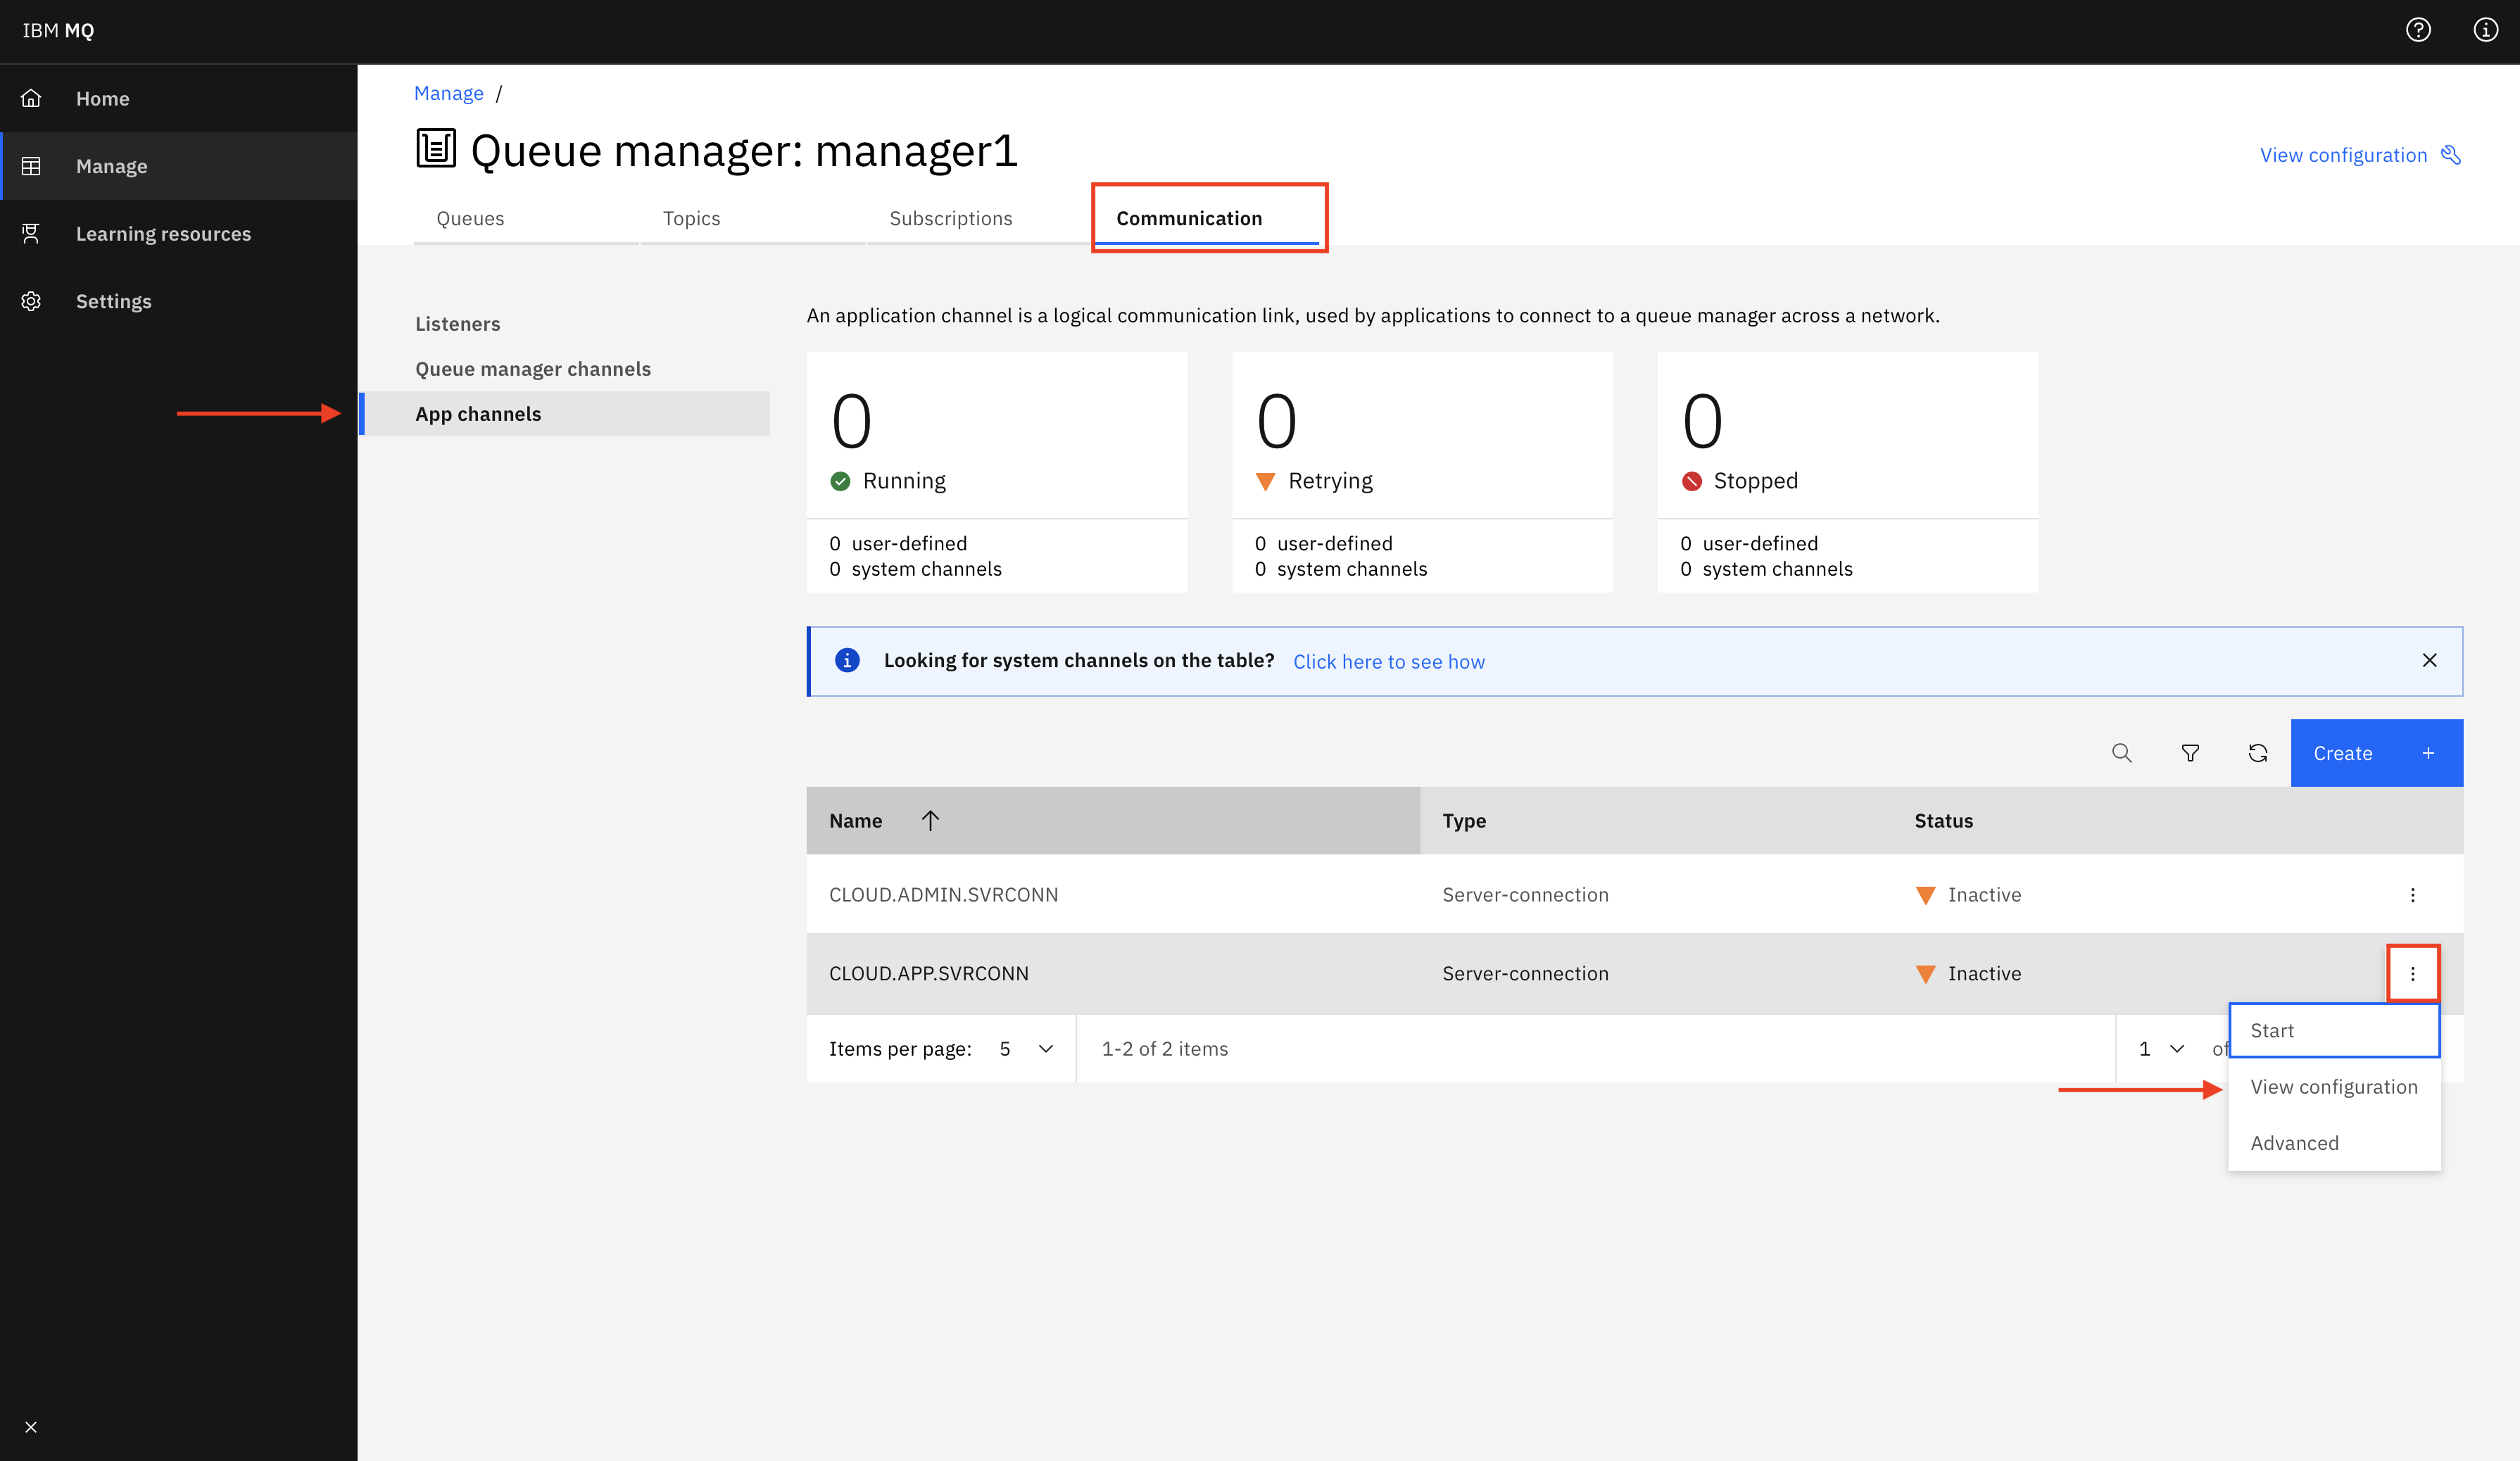 IBM MQ
Home
Manage
Learning resources
Settings
Manage /
Queue manager: manager1
View configuration
Queues
Topics
Subscriptions
Communication
Listeners
Queue manager channels
App channels
An application channel is a logical communication link, used by applications to connect to a queue manager across a network.
0
Running
0 user-defined
0 system channels
0
Retrying
0 user-defined
0 system channels
0
Stopped
0 user-defined
0 system channels
Looking for system channels on the table? Click here to see how
Create +
Name
Type
Status
CLOUD.ADMIN.SVRCONN
Server-connection
Inactive
CLOUD.APP.SVRCONN
Server-connection
Inactive
Items per page: 5
1-2 of 2 items
1
of
Start
View configuration
Advanced